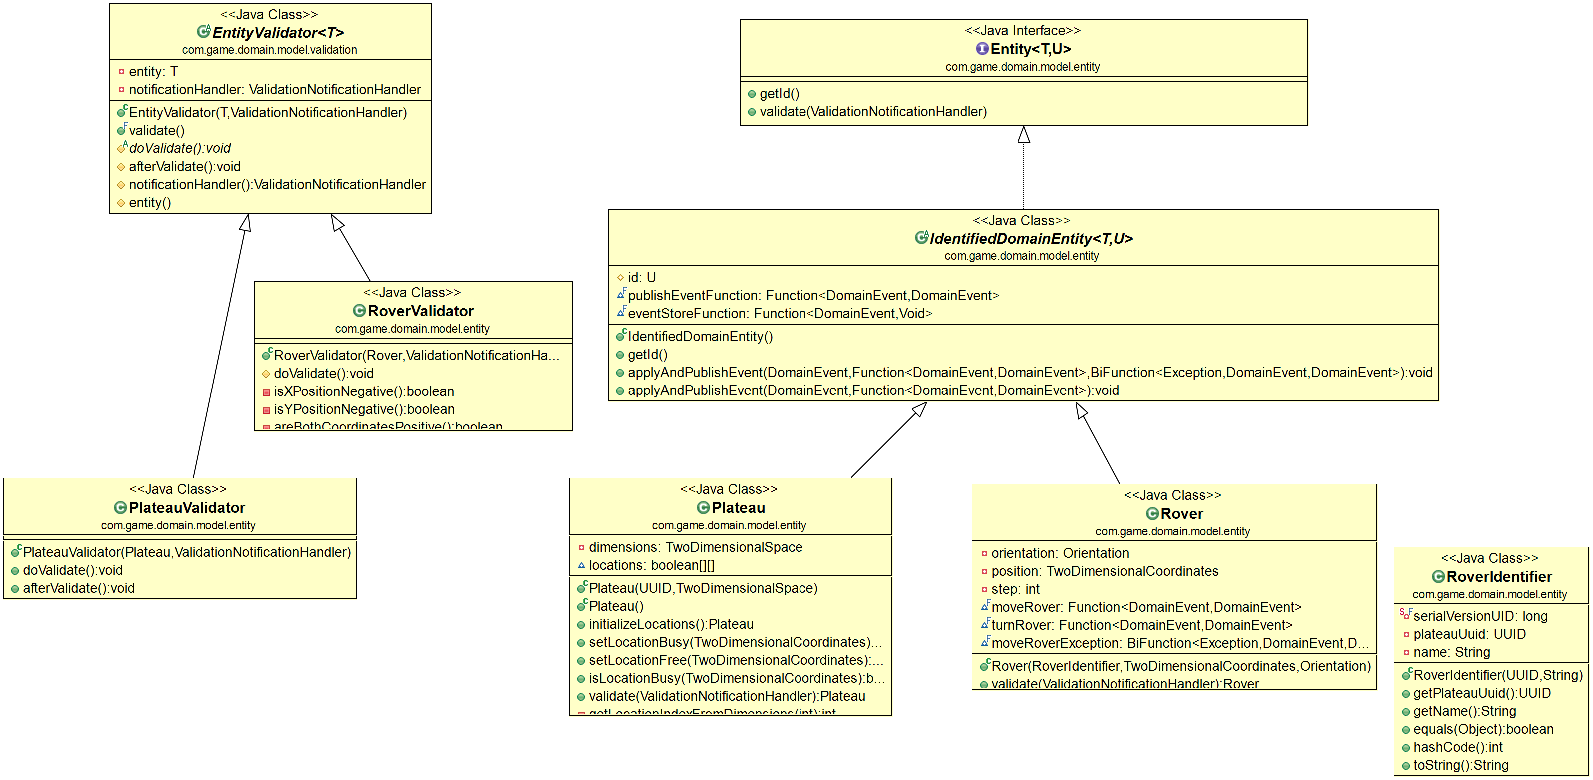 <<Java Class>>
EntityValidator<T>
com.game.domain.model.validation
entity: T
notificationHandler: ValidationNotificationHandler
EntityValidator(T,ValidationNotificationHandler)
validate()
doValidate():void
afterValidate():void
notificationHandler():ValidationNotificationHandler
entity()
<<Java Interface>>
Entity<T,U>
com.game.domain.model.entity
getId()
validate(ValidationNotificationHandler)
<<Java Class>>
IdentifiedDomainEntity<T,U>
com.game.domain.model.entity
id: U
publishEventFunction: Function<DomainEvent,DomainEvent>
eventStoreFunction: Function<DomainEvent,Void>
IdentifiedDomainEntity()
getId()
applyAndPublishEvent(DomainEvent,Function<DomainEvent,DomainEvent>,BiFunction<Exception,DomainEvent,DomainEvent>):void
applyAndPublishEvent(DomainEvent,Function<DomainEvent,DomainEvent>):void
<<Java Class>>
RoverValidator
com.game.domain.model.entity
RoverValidator(Rover,ValidationNotificationHa...
doValidate():void
isXPositionNegative():boolean
isYPositionNegative():boolean
areBothCoordinatesPositive():boolean
<<Java Class>>
PlateauValidator
com.game.domain.model.entity
PlateauValidator(Plateau,ValidationNotificationHandler)
doValidate():void
afterValidate():void
<<Java Class>>
Plateau
com.game.domain.model.entity
dimensions: TwoDimensionalSpace
locations: boolean[][]
Plateau(UUID,TwoDimensionalSpace)
Plateau()
initializeLocations():Plateau
setLocationBusy(TwoDimensionalCoordinates)...
setLocationFree(TwoDimensionalCoordinates):...
isLocationBusy(TwoDimensionalCoordinates):b...
validate(ValidationNotificationHandler):Plateau
getLocationIndexFromDimensions(int):int
<<Java Class>>
Rover
com.game.domain.model.entity
orientation: Orientation
position: TwoDimensionalCoordinates
step: int
moveRover: Function<DomainEvent,DomainEvent>
turnRover: Function<DomainEvent,DomainEvent>
moveRoverException: BiFunction<Exception,DomainEvent,D...
Rover(RoverIdentifier,TwoDimensionalCoordinates,Orientation)
validate(ValidationNotificationHandler):Rover
<<Java Class>>
RoverIdentifier
com.game.domain.model.entity
serialVersionUID: long
plateauUuid: UUID
name: String
RoverIdentifier(UUID,String)
getPlateauUuid():UUID
getName():String
equals(Object):boolean
hashCode():int
toString():String